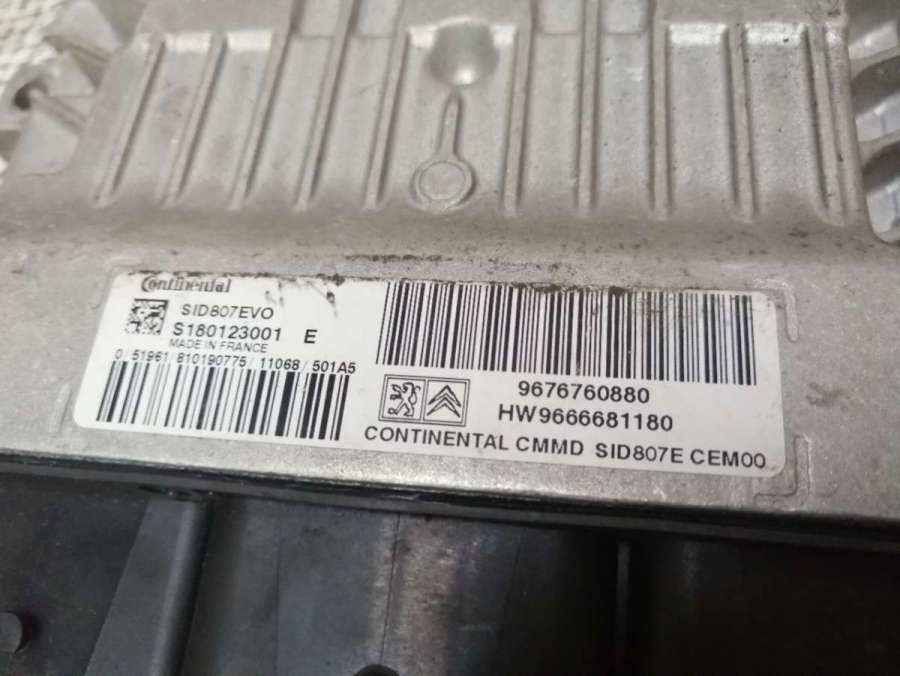 Continental
SID807EVO
S180123001 E
MADE IN FRANCE
0/51961/810190775/11068/501A5
9676760880
HW9666681180
CONTINENTAL CMMD SID807E CEM00